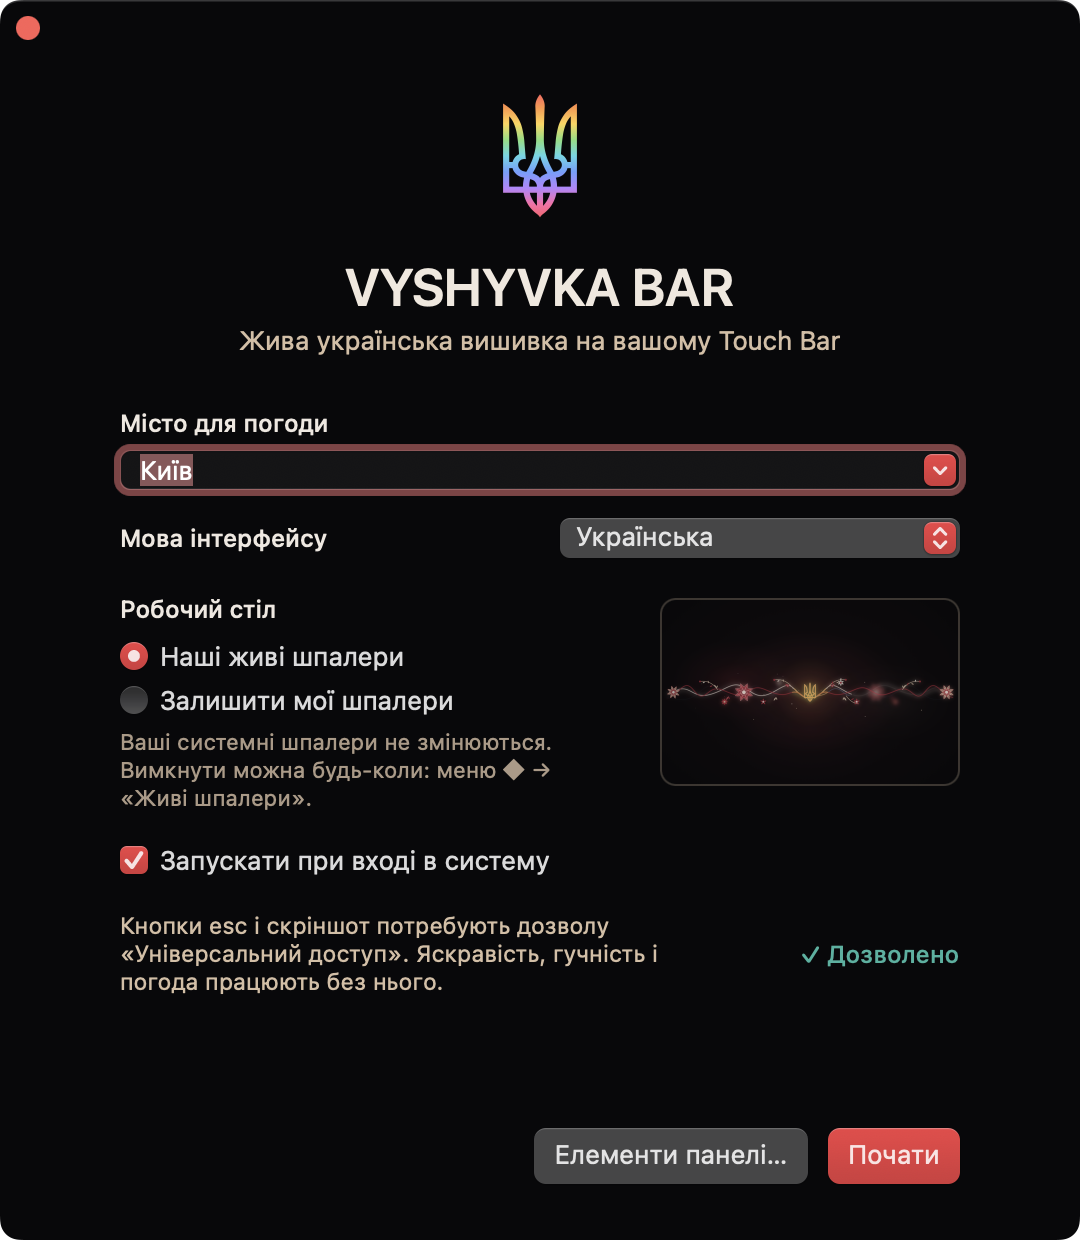 VYSHYVKA BAR
Жива українська вишивка на вашому Touch Bar
Місто для погоди
Київ
Мова інтерфейсу
Українська
Робочий стіл
Наші живі шпалери
Залишити мої шпалери
Ваші системні шпалери не змінюються.
Вимкнути можна будь-коли: меню ◆ →
«Живі шпалери».
Запускати при вході в систему
Кнопки esc і скріншот потребують дозволу
«Універсальний доступ». Яскравість, гучність і
погода працюють без нього.
✓ Дозволено
Елементи панелі...
Почати